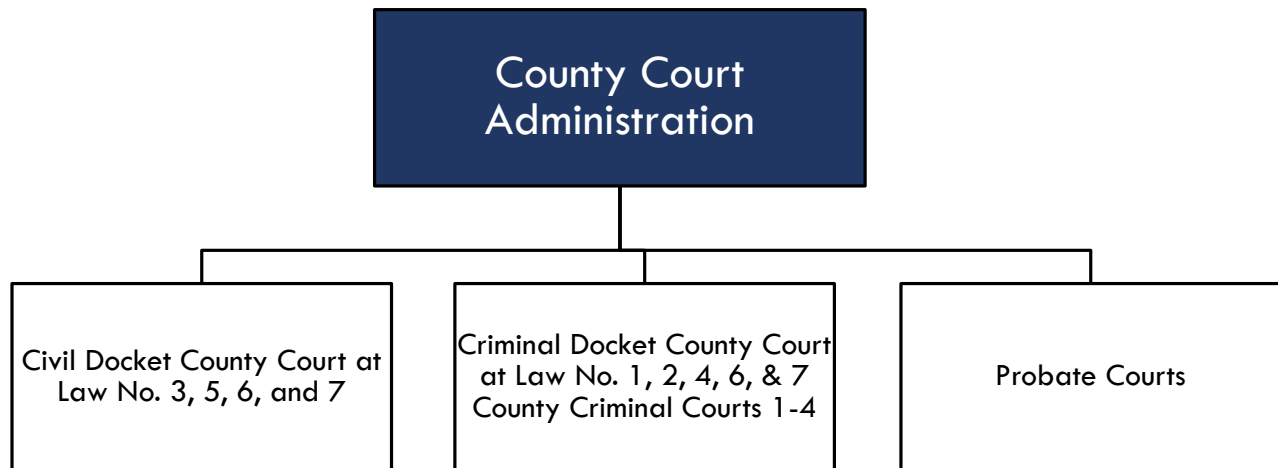 County Court
Administration
Civil Docket County Court at
Law No. 3, 5, 6, and 7
Criminal Docket County Court
at Law No. 1, 2, 4, 6, & 7
County Criminal Courts 1-4
Probate Courts